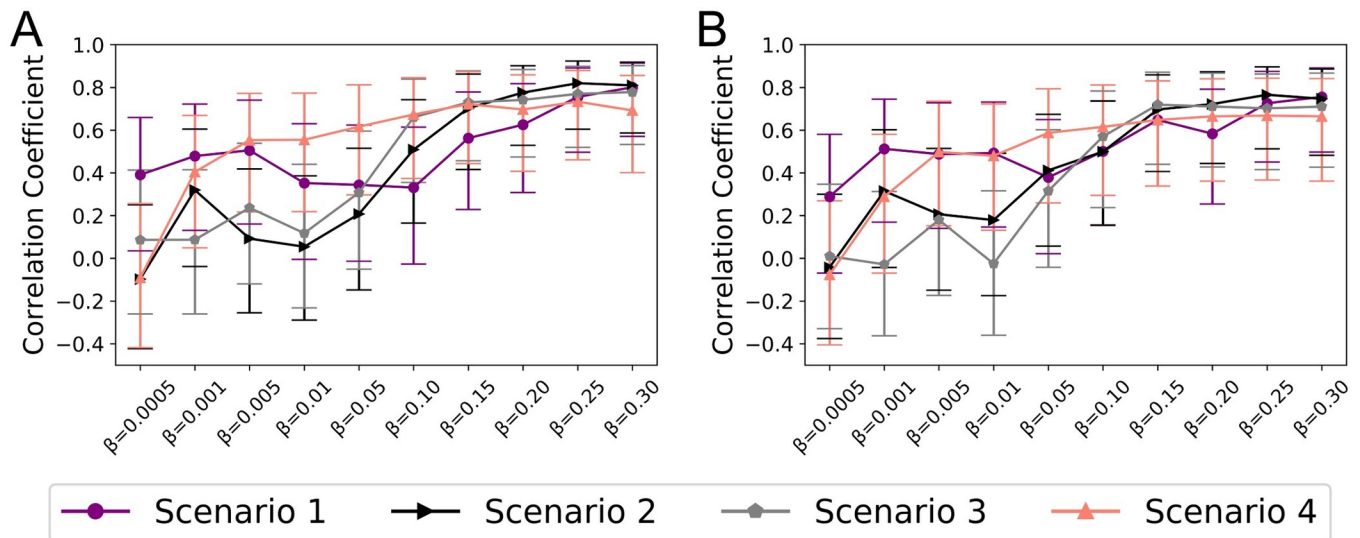 A
Correlation Coefficient
1.0
0.8
0.6
0.4
0.2
0.0
−0.2
−0.4
β=0.0005
β=0.001
β=0.005
β=0.01
β=0.05
β=0.10
β=0.15
β=0.20
β=0.25
β=0.30
B
Correlation Coefficient
1.0
0.8
0.6
0.4
0.2
0.0
−0.2
−0.4
β=0.0005
β=0.001
β=0.005
β=0.01
β=0.05
β=0.10
β=0.15
β=0.20
β=0.25
β=0.30
Scenario 1 Scenario 2 Scenario 3 Scenario 4